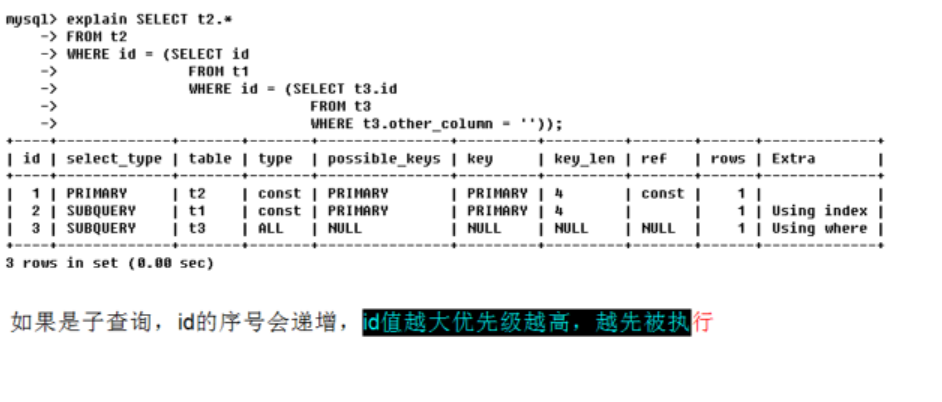 mysql> explain SELECT t2.*
    -> FROM t2
    -> WHERE id = (SELECT id
    ->             FROM t1
    ->             WHERE id = (SELECT t3.id
    ->                         FROM t3
    ->                         WHERE t3.other_column = ''));
+----+-------------+-------+-------+---------------+---------+---------+-------+------+-------------+
| id | select_type | table | type  | possible_keys | key     | key_len | ref   | rows | Extra       |
+----+-------------+-------+-------+---------------+---------+---------+-------+------+-------------+
|  1 | PRIMARY     | t2    | const | PRIMARY       | PRIMARY | 4       | const |    1 |             |
|  2 | SUBQUERY    | t1    | const | PRIMARY       | PRIMARY | 4       |       |    1 | Using index |
|  3 | SUBQUERY    | t3    | ALL   | NULL          | NULL    | NULL    | NULL  |    1 | Using where |
+----+-------------+-------+-------+---------------+---------+---------+-------+------+-------------+
3 rows in set (0.00 sec)
如果是子查询，id的序号会递增，id值越大优先级越高，越先被执行